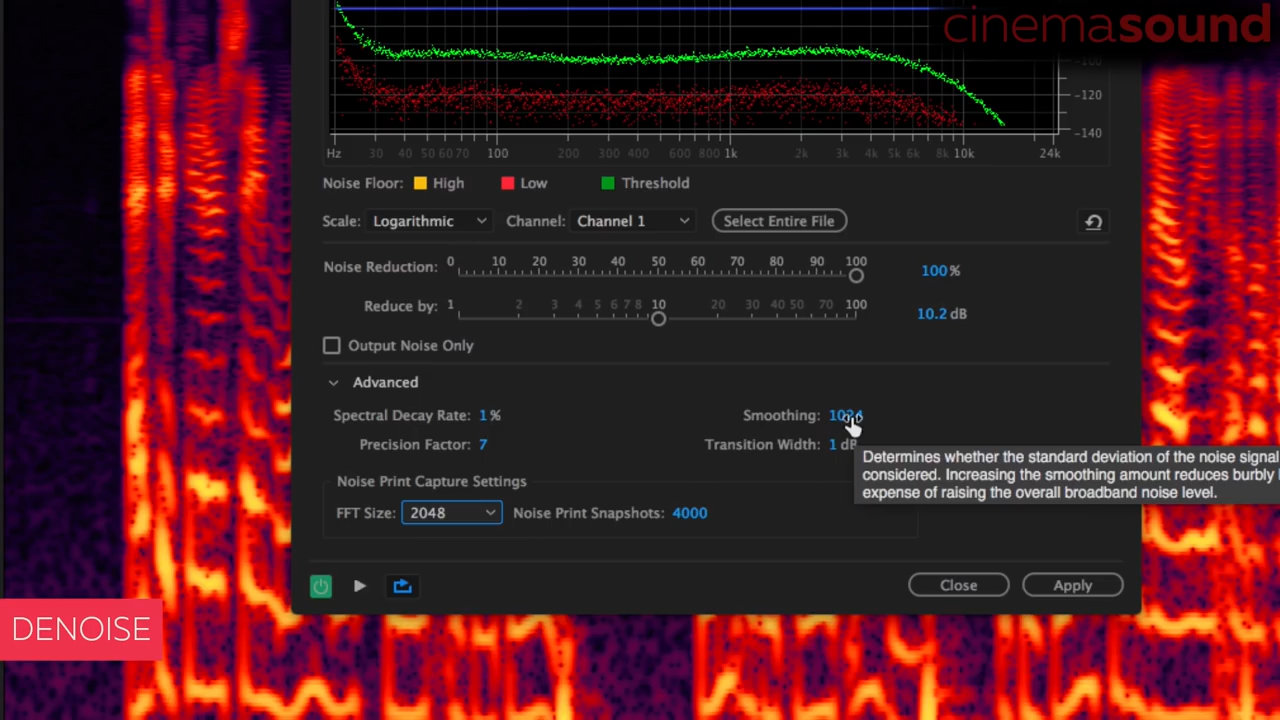 cinemasound
-100
-120
-140
Hz 30 40 50 60 70 100 200 300 400 600 800 1k 2k 3k 4k 5k 6k 8k 10k 24k
Noise Floor: High Low Threshold
Scale: Logarithmic Channel: Channel 1 Select Entire File
Noise Reduction: 0 10 20 30 40 50 60 70 80 90 100 100 %
Reduce by: 1 2 3 4 5 6 7 8 10 20 30 40 50 70 100 10.2 dB
Output Noise Only
Advanced
Spectral Decay Rate: 1 % Smoothing:
Precision Factor: 7 Transition Width: 1 dB
Determines whether the standard deviation of the noise signal
considered. Increasing the smoothing amount reduces burbly
expense of raising the overall broadband noise level.
Noise Print Capture Settings
FFT Size: 2048 Noise Print Snapshots: 4000
Close Apply
DENOISE